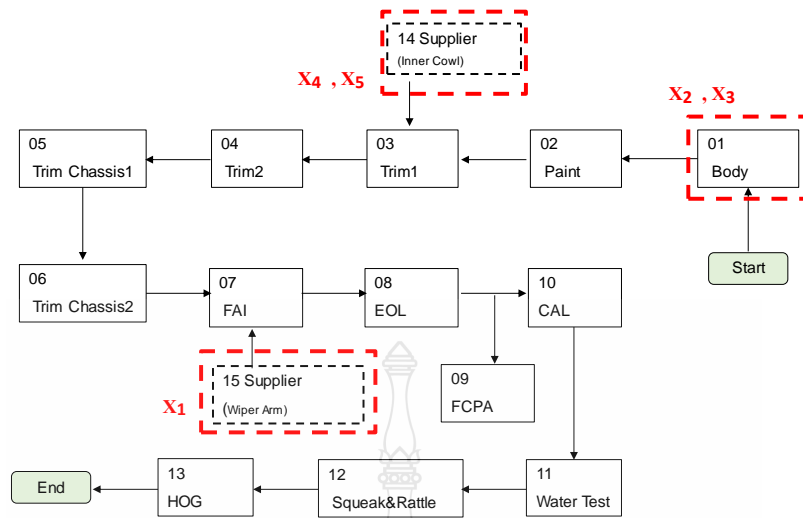 14 Supplier
(Inner Cowl)
X4 , X5
X2 , X3
05
Trim Chassis1
04
Trim2
03
Trim1
02
Paint
01
Body
Start
06
Trim Chassis2
07
FAI
08
EOL
10
CAL
15 Supplier
(Wiper Arm)
X1
09
FCPA
End
13
HOG
12
Squeak&Rattle
11
Water Test